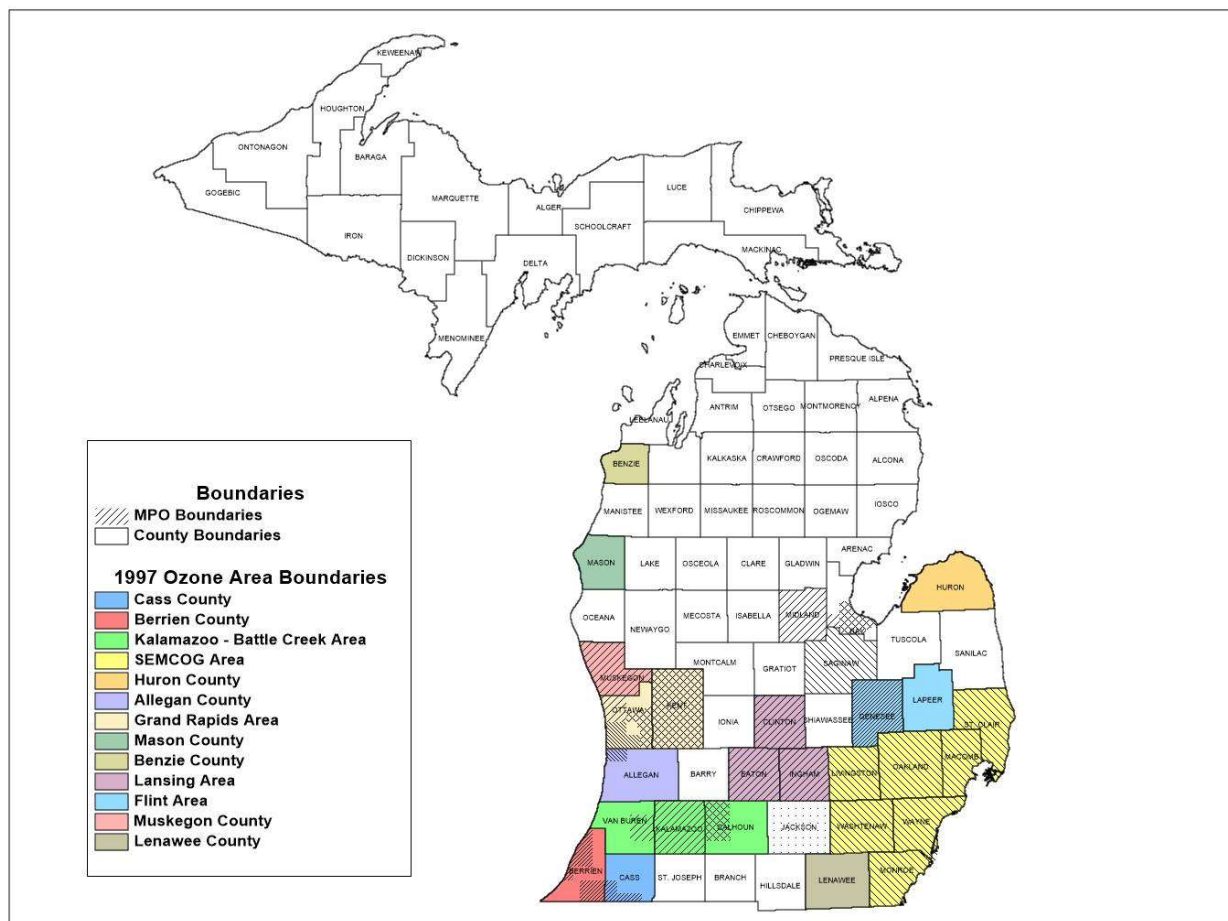 KEWEENAW
HOUGHTON
ONTONAGON
BARAGA
GOGEBIC
MARQUETTE
LUCE
ALGER
CHIPPEWA
SCHOOLCRAFT
IRON
MACKINAC
DICKINSON
DELTA
MENOMINEE
EMMET
CHEBOYGAN
PRESQUE ISLE
CHARLEVOIX
ANTRIM
OTSEGO
MONTMORENCY
ALPENA
LEELANAU
BENZIE
KALKASKA
CRAWFORD
OSCODA
ALCONA
MANISTEE
WEXFORD
MISSAUKEE
ROSCOMMON
OGEMAW
IOSCO
ARENAC
MASON
LAKE
OSCEOLA
CLARE
GLADWIN
HURON
OCEANA
NEWAYGO
MECOSTA
ISABELLA
MIDLAND
BAY
TUSCOLA
SANILAC
MUSKEGON
MONTCALM
GRATIOT
SAGINAW
OTTAWA
KENT
IONIA
CLINTON
SHIAWASSEE
GENESEE
LAPEER
ST. CLAIR
ALLEGAN
BARRY
EATON
INGHAM
LIVINGSTON
OAKLAND
MACOMB
VAN BUREN
KALAMAZOO
CALHOUN
JACKSON
WASHTENAW
WAYNE
BERRIEN
CASS
ST. JOSEPH
BRANCH
HILLSDALE
LENAWEE
MONROE
Boundaries
MPO Boundaries
County Boundaries
1997 Ozone Area Boundaries
Cass County
Berrien County
Kalamazoo - Battle Creek Area
SEMCOG Area
Huron County
Allegan County
Grand Rapids Area
Mason County
Benzie County
Lansing Area
Flint Area
Muskegon County
Lenawee County